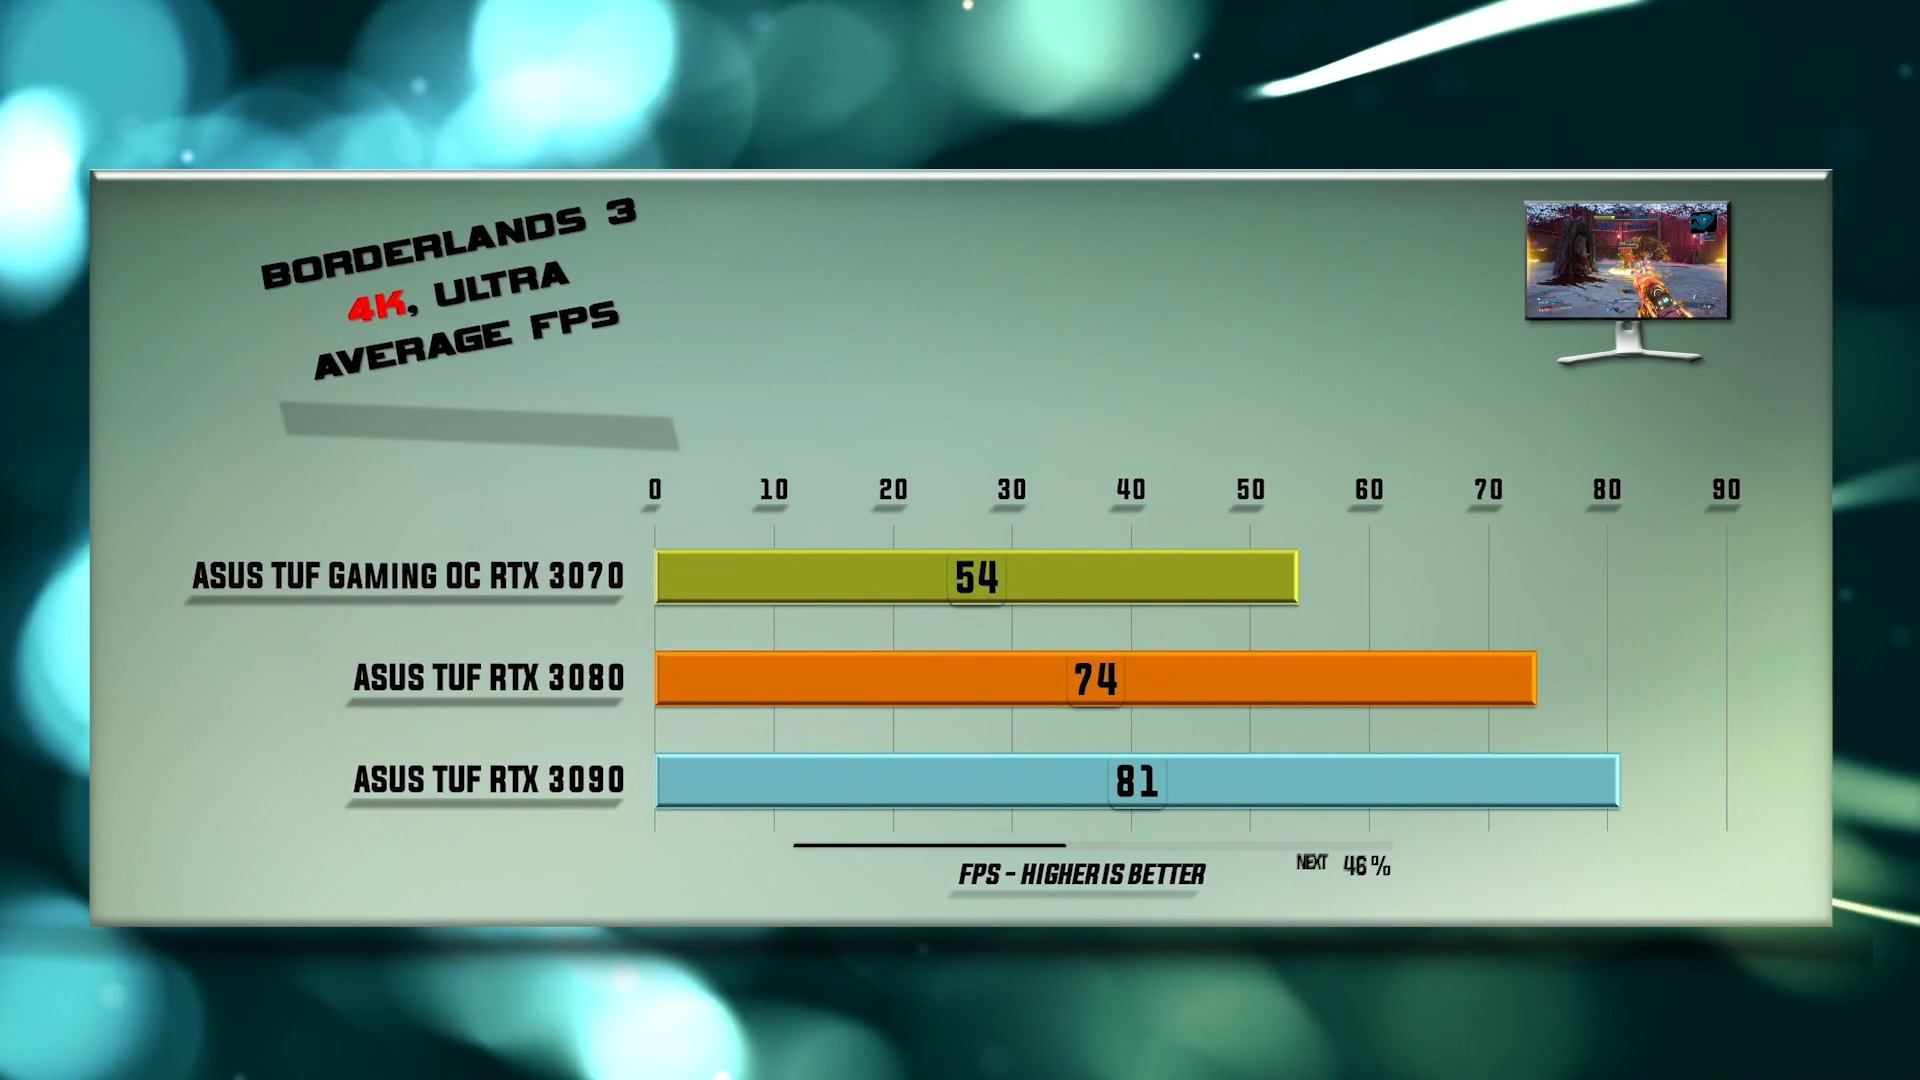 BORDERLANDS 3
4K, ULTRA
AVERAGE FPS
0 10 20 30 40 50 60 70 80 90
ASUS TUF GAMING OC RTX 3070 54
ASUS TUF RTX 3080 74
ASUS TUF RTX 3090 81
FPS - HIGHER IS BETTER
NEXT 46%